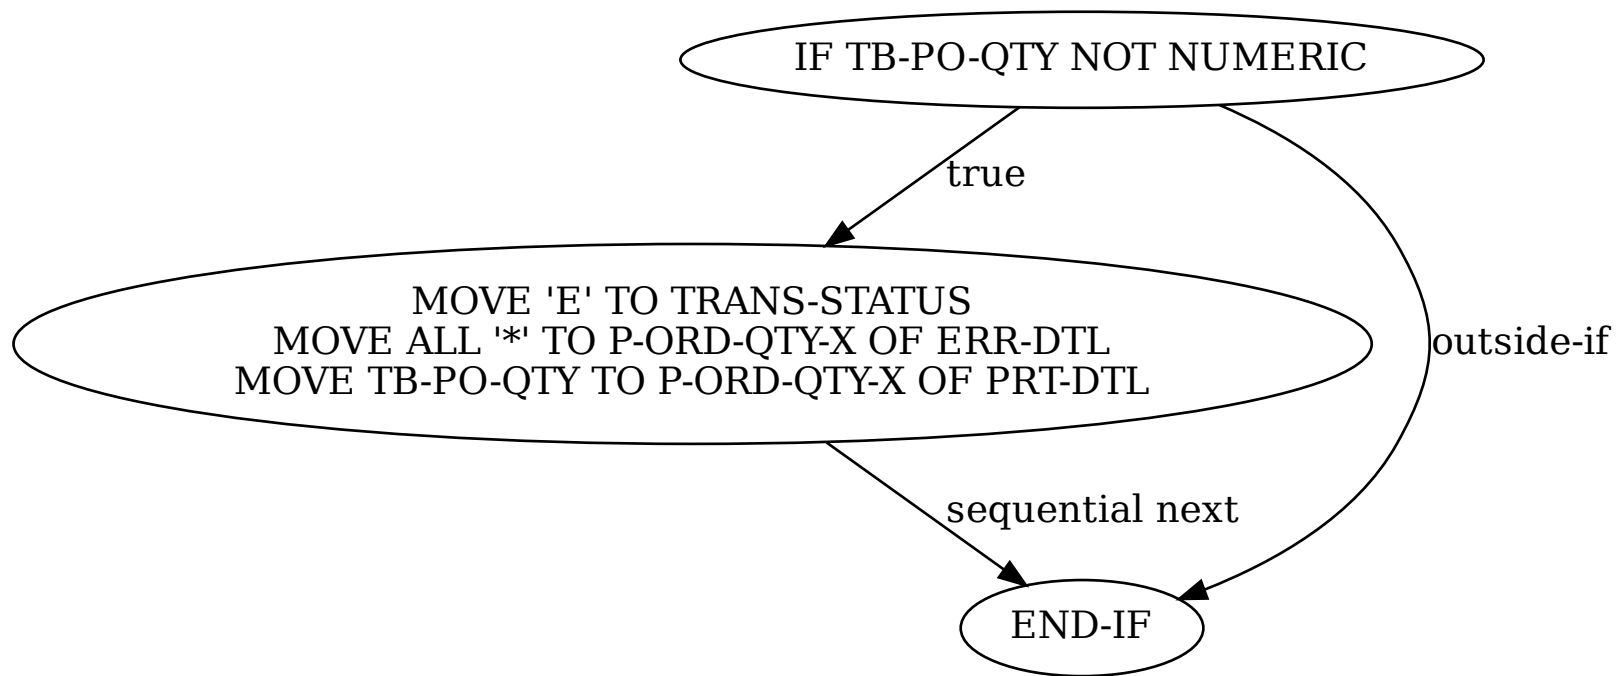 IF TB-PO-QTY NOT NUMERIC
true
MOVE 'E' TO TRANS-STATUS
MOVE ALL '*' TO P-ORD-QTY-X OF ERR-DTL
MOVE TB-PO-QTY TO P-ORD-QTY-X OF PRT-DTL
outside-if
sequential next
END-IF